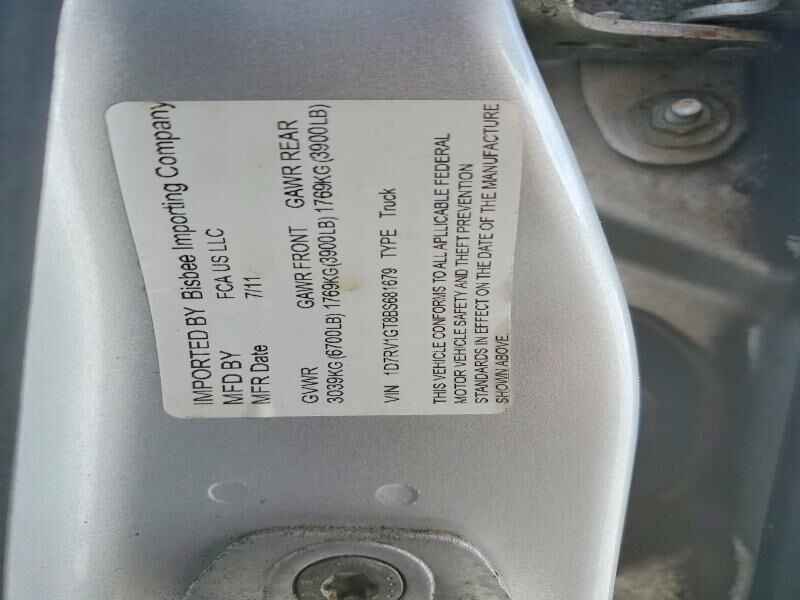 IMPORTED BY Bisbee Importing Company
MFD BY FCA US LLC
MFR Date 7/11
GVWR GAWR FRONT GAWR REAR
3039KG (6700LB) 1769KG(3900LB) 1769KG(3900LB)
VIN 1D7RV1GT8BS681679 TYPE Truck
THIS VEHICLE CONFORMS TO ALL APLLICABLE FEDERAL
MOTOR VEHICLE SAFETY AND THEFT PREVENTION
STANDARDS IN EFFECT ON THE DATE OF THE MANUFACTURE
SHOWN ABOVE.